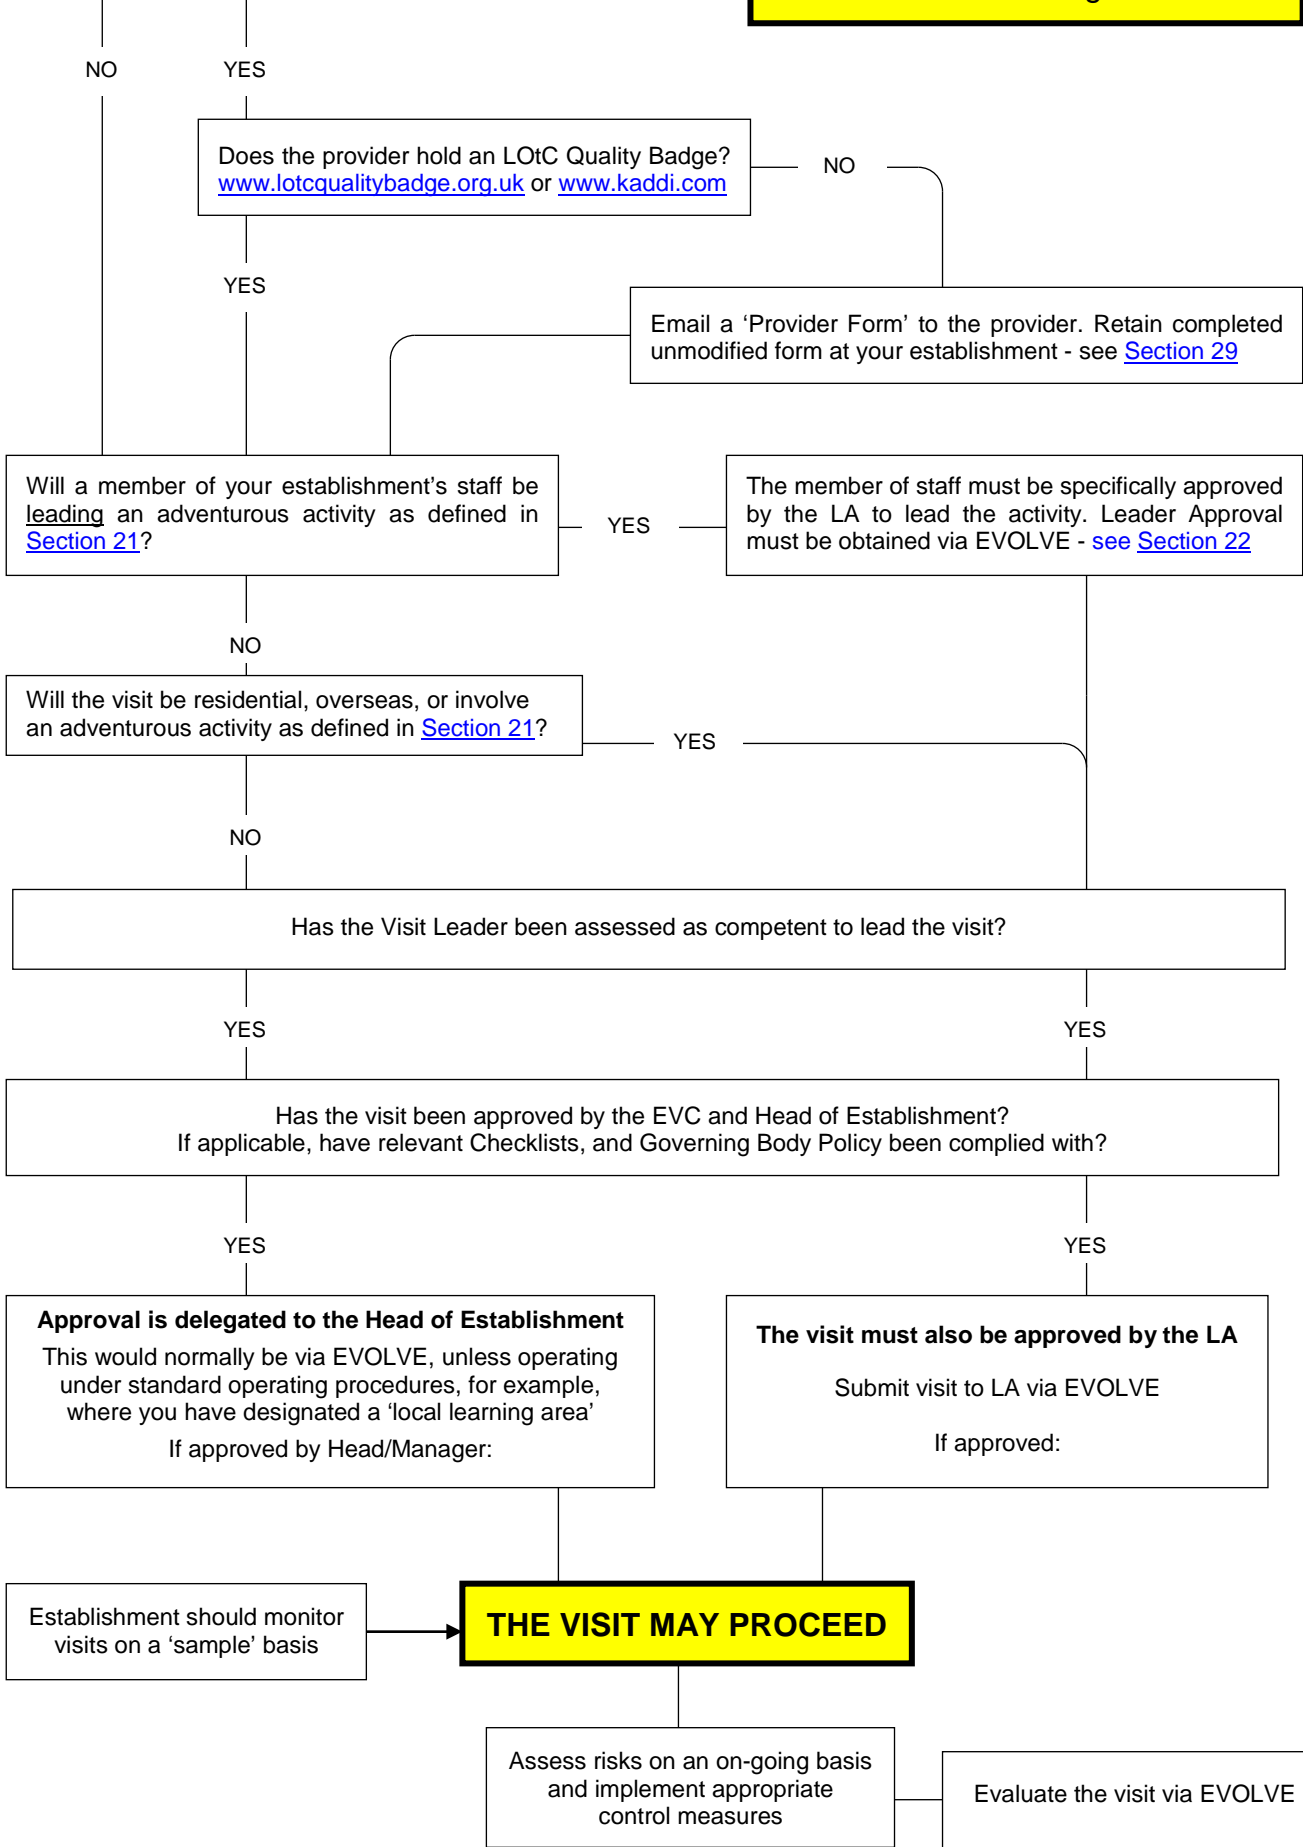 NO
YES
Does the provider hold an LOtC Quality Badge?
www.lotcqualitybadge.org.uk or www.kaddi.com
NO
YES
Email a ‘Provider Form’ to the provider. Retain completed
unmodified form at your establishment - see Section 29
Will a member of your establishment’s staff be
leading an adventurous activity as defined in
Section 21?
YES
The member of staff must be specifically approved
by the LA to lead the activity. Leader Approval
must be obtained via EVOLVE - see Section 22
NO
Will the visit be residential, overseas, or involve
an adventurous activity as defined in Section 21?
YES
NO
Has the Visit Leader been assessed as competent to lead the visit?
YES
YES
Has the visit been approved by the EVC and Head of Establishment?
If applicable, have relevant Checklists, and Governing Body Policy been complied with?
YES
YES
Approval is delegated to the Head of Establishment
This would normally be via EVOLVE, unless operating
under standard operating procedures, for example,
where you have designated a ‘local learning area’
If approved by Head/Manager:
The visit must also be approved by the LA
Submit visit to LA via EVOLVE
If approved:
Establishment should monitor
visits on a ‘sample’ basis
THE VISIT MAY PROCEED
Assess risks on an on-going basis
and implement appropriate
control measures
Evaluate the visit via EVOLVE